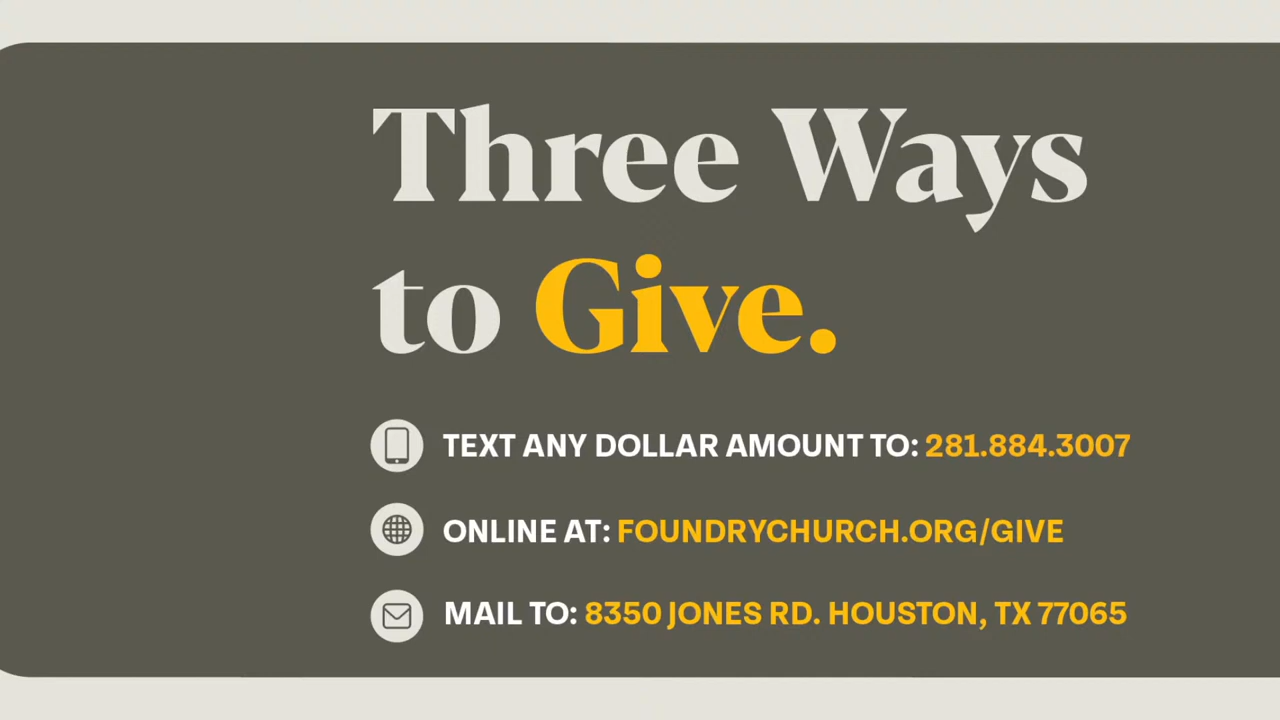 Three Ways
to Give.
TEXT ANY DOLLAR AMOUNT TO: 281.884.3007
ONLINE AT: FOUNDRYCHURCH.ORG/GIVE
MAIL TO: 8350 JONES RD. HOUSTON, TX 77065